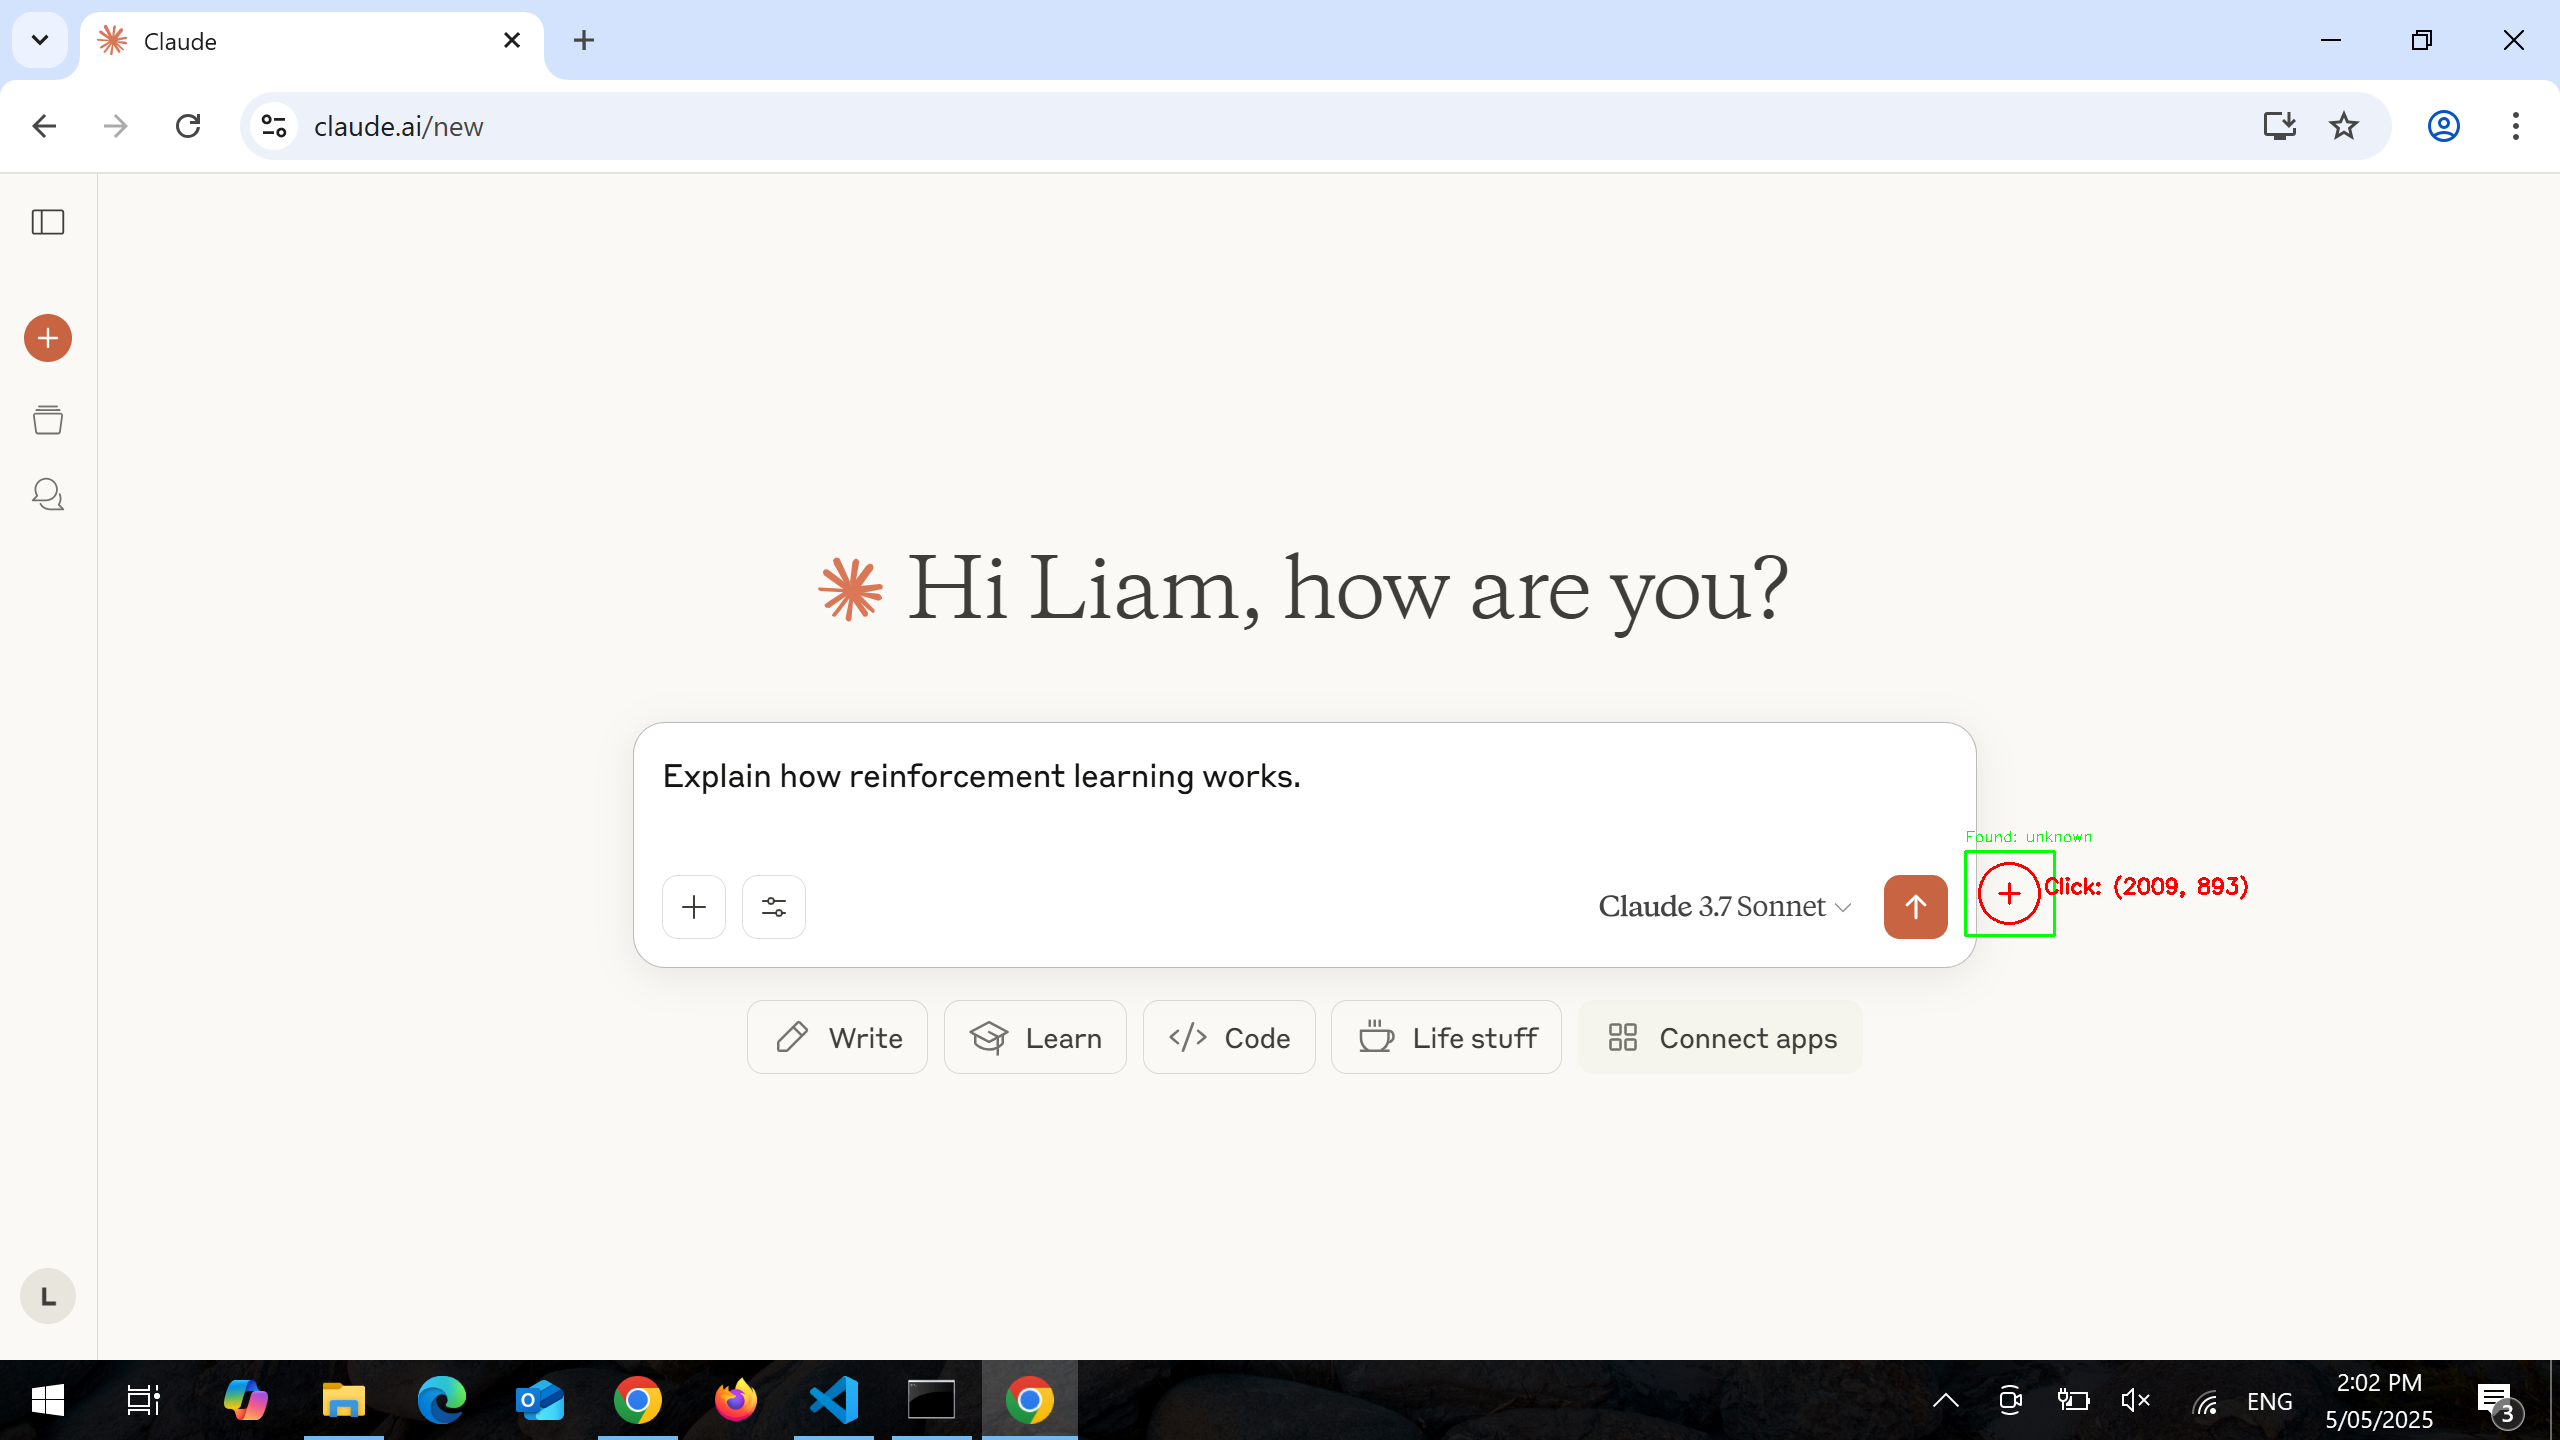 Claude
claude.ai/new
Hi Liam, how are you?
Explain how reinforcement learning works.
Found: unknown
Click: (2009, 893)
Claude 3.7 Sonnet
Write
Learn
Code
Life stuff
Connect apps
L
ENG
2:02 PM
5/05/2025
3